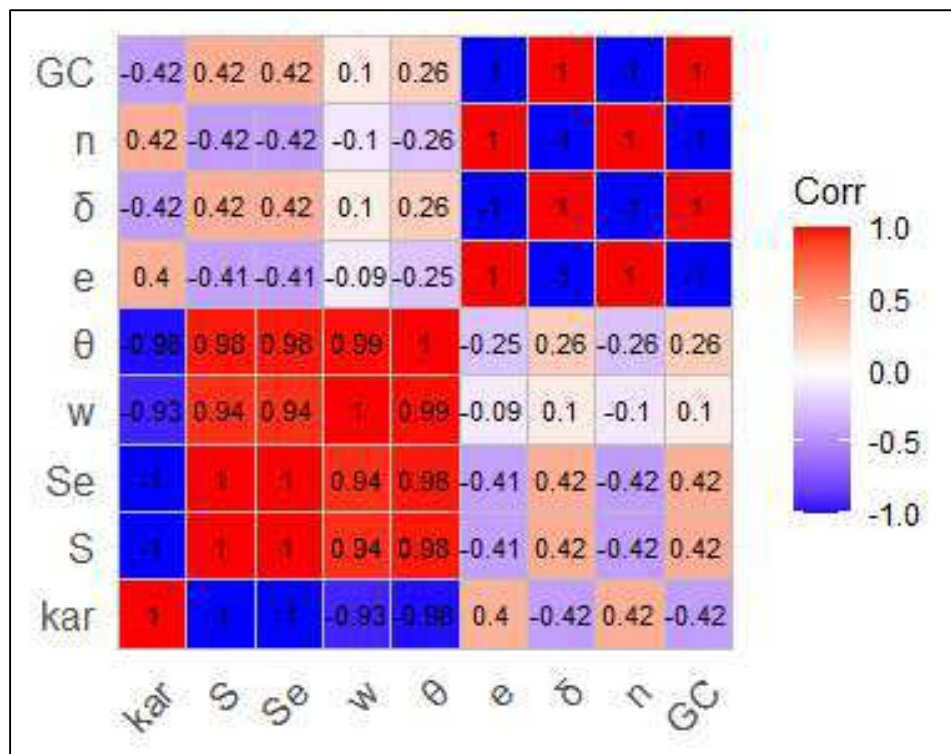 GC -0.42 0.42 0.42 0.1 0.26 -1 1 -1 1
n 0.42 -0.42 -0.42 -0.1 -0.26 1 -1 1 -1
δ -0.42 0.42 0.42 0.1 0.26 -1 1 -1 1
e 0.4 -0.41 -0.41 -0.09 -0.25 1 -1 1 -1
θ -0.98 0.98 0.98 0.99 1 -0.25 0.26 -0.26 0.26
w -0.93 0.94 0.94 1 0.99 -0.09 0.1 -0.1 0.1
Se -1 1 1 0.94 0.98 -0.41 0.42 -0.42 0.42
S -1 1 1 0.94 0.98 -0.41 0.42 -0.42 0.42
kar 1 -1 -1 -0.93 -0.98 0.4 -0.42 0.42 -0.42
kar S Se w θ e δ n GC
Corr
1.0
0.5
0.0
-0.5
-1.0